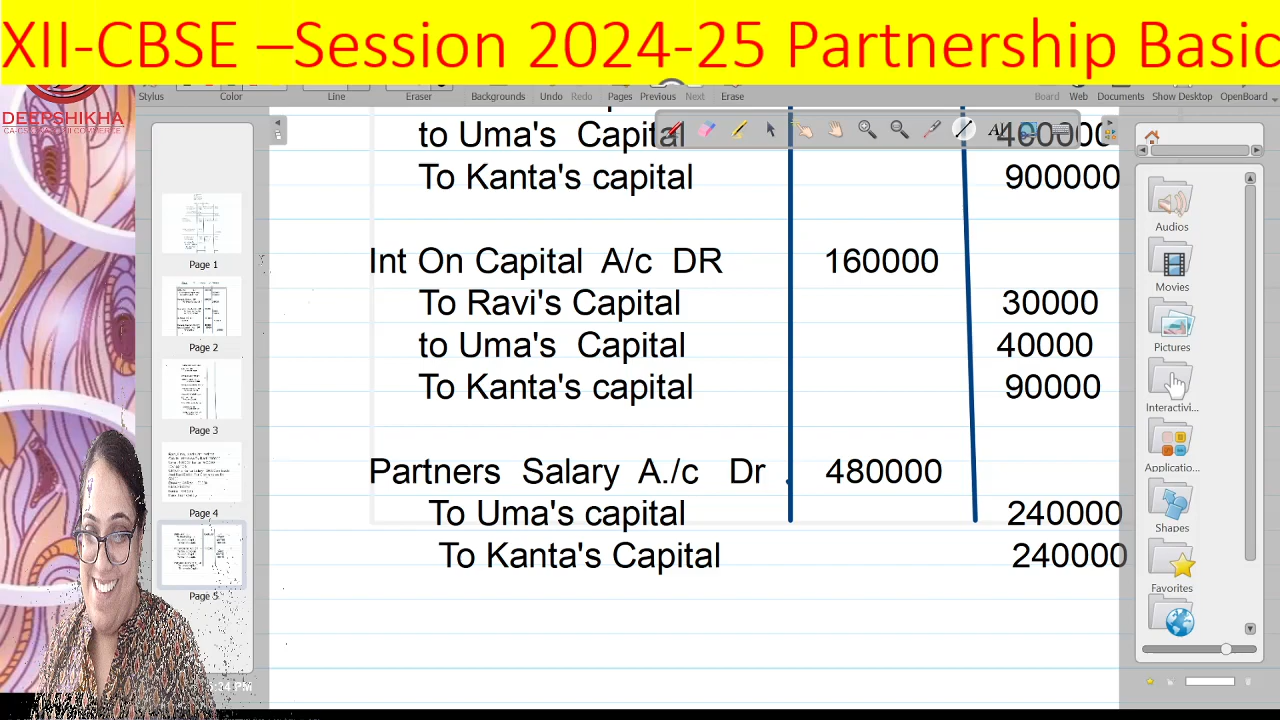 XII-CBSE –Session 2024-25 Partnership Basic
DEEPSHIKHA
Styles Color Line Eraser Backgrounds Undo Redo Pages Previous Next Erase Board Web Documents Show Desktop OpenBoard
to Uma's Capital 400000
To Kanta's capital 900000
Int On Capital A/c DR 160000
To Ravi's Capital 30000
to Uma's Capital 40000
To Kanta's capital 90000
Partners Salary A./c Dr . 480000
To Uma's capital 240000
To Kanta's Capital 240000
Page 1
Page 2
Page 3
Page 4
Page 5
Audios
Movies
Pictures
Interactivi...
Applicatio...
Shapes
Favorites